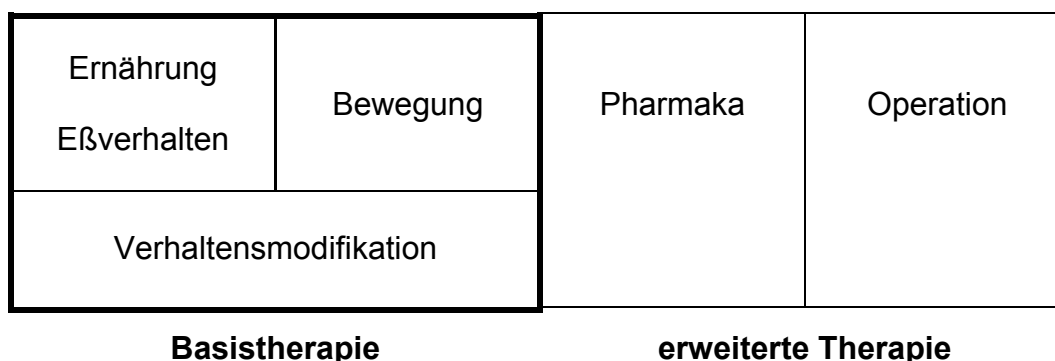 Ernährung
Eßverhalten
Bewegung
Pharmaka
Operation
Verhaltensmodifikation
Basistherapie
erweiterte Therapie